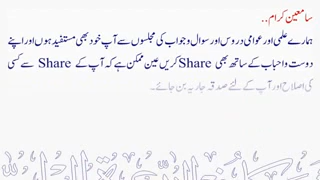 سامعین کرام..
ہمارے علمی اور عوامی دروس اور سوال وجواب کی مجلسوں سے آپ خود بھی مستفید ہوں اور اپنے
دوست واحباب کے ساتھ بھی Share کریں عین ممکن ہے کہ آپ کے Share سے کسی
کی اصلاح اور آپ کے لئے صدقہ جاریہ بن جائے۔